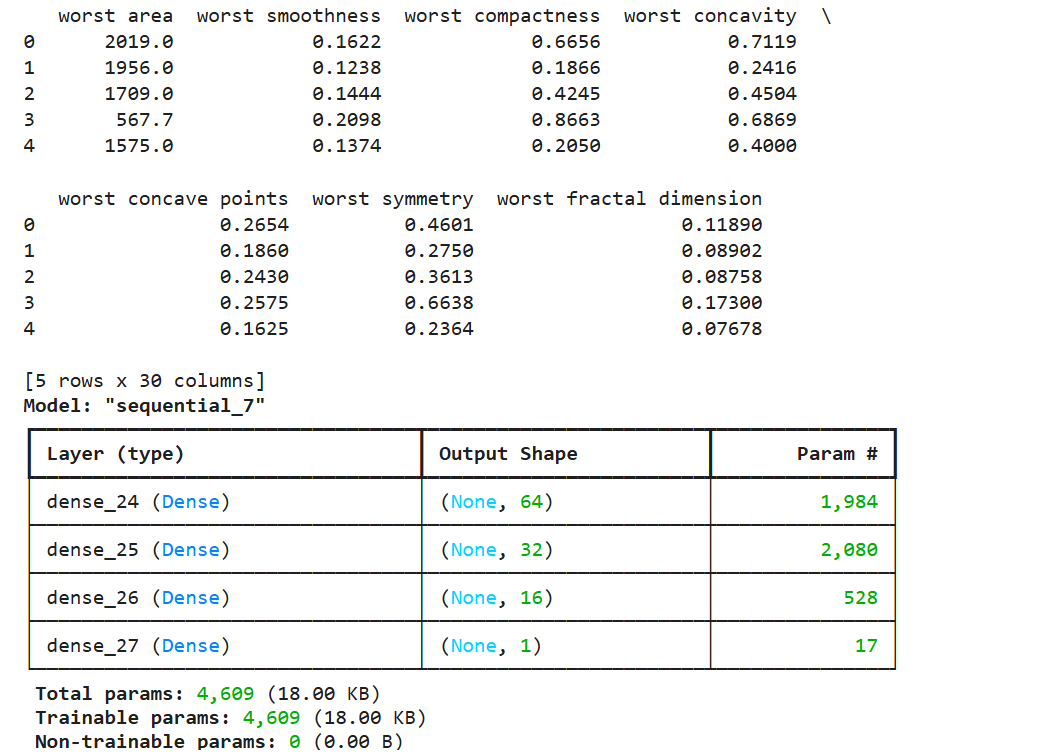 worst area  worst smoothness  worst compactness  worst concavity  \
0      2019.0            0.1622             0.6656           0.7119
1      1956.0            0.1238             0.1866           0.2416
2      1709.0            0.1444             0.4245           0.4504
3       567.7            0.2098             0.8663           0.6869
4      1575.0            0.1374             0.2050           0.4000
worst concave points  worst symmetry  worst fractal dimension
0                0.2654          0.4601                  0.11890
1                0.1860          0.2750                  0.08902
2                0.2430          0.3613                  0.08758
3                0.2575          0.6638                  0.17300
4                0.1625          0.2364                  0.07678
[5 rows x 30 columns]
Model: "sequential_7"
Layer (type)  Output Shape  Param #
dense_24 (Dense)  (None, 64)  1,984
dense_25 (Dense)  (None, 32)  2,080
dense_26 (Dense)  (None, 16)  528
dense_27 (Dense)  (None, 1)  17
Total params: 4,609 (18.00 KB)
Trainable params: 4,609 (18.00 KB)
Non-trainable params: 0 (0.00 B)